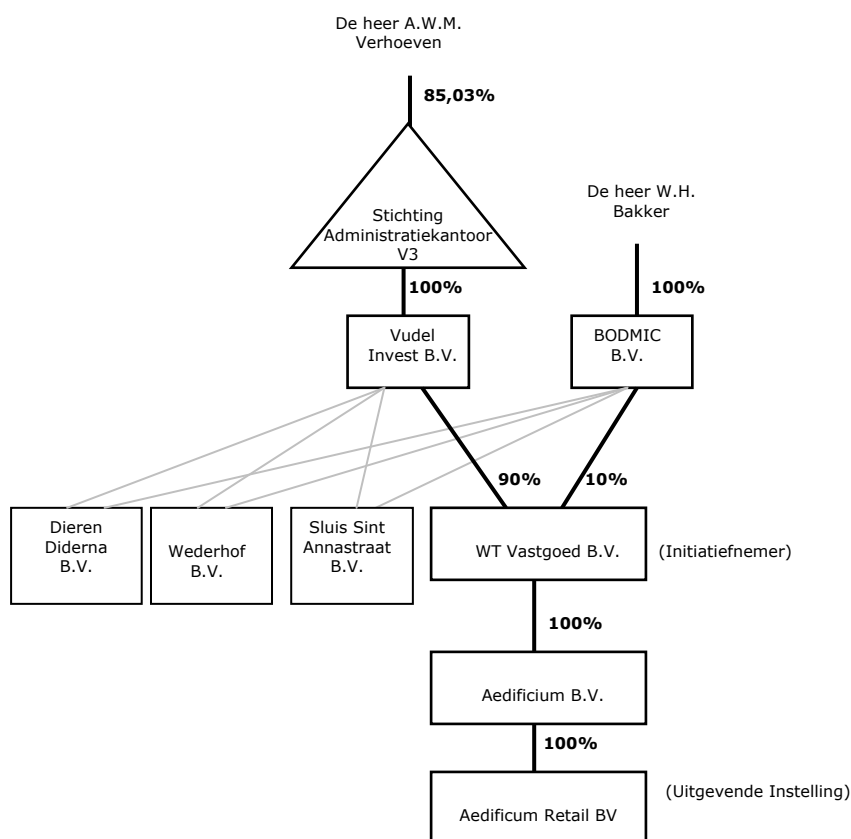 De heer A.W.M.
Verhoeven
85,03%
De heer W.H.
Bakker
Stichting
Administratiekantoor
V3
100%
100%
Vudel
Invest B.V.
BODMIC
B.V.
90%
10%
Dieren
Diderna
B.V.
Wederhof
B.V.
Sluis Sint
Annastraat
B.V.
WT Vastgoed B.V.
(Initiatiefnemer)
100%
Aedificium B.V.
100%
Aedificum Retail BV
(Uitgevende Instelling)